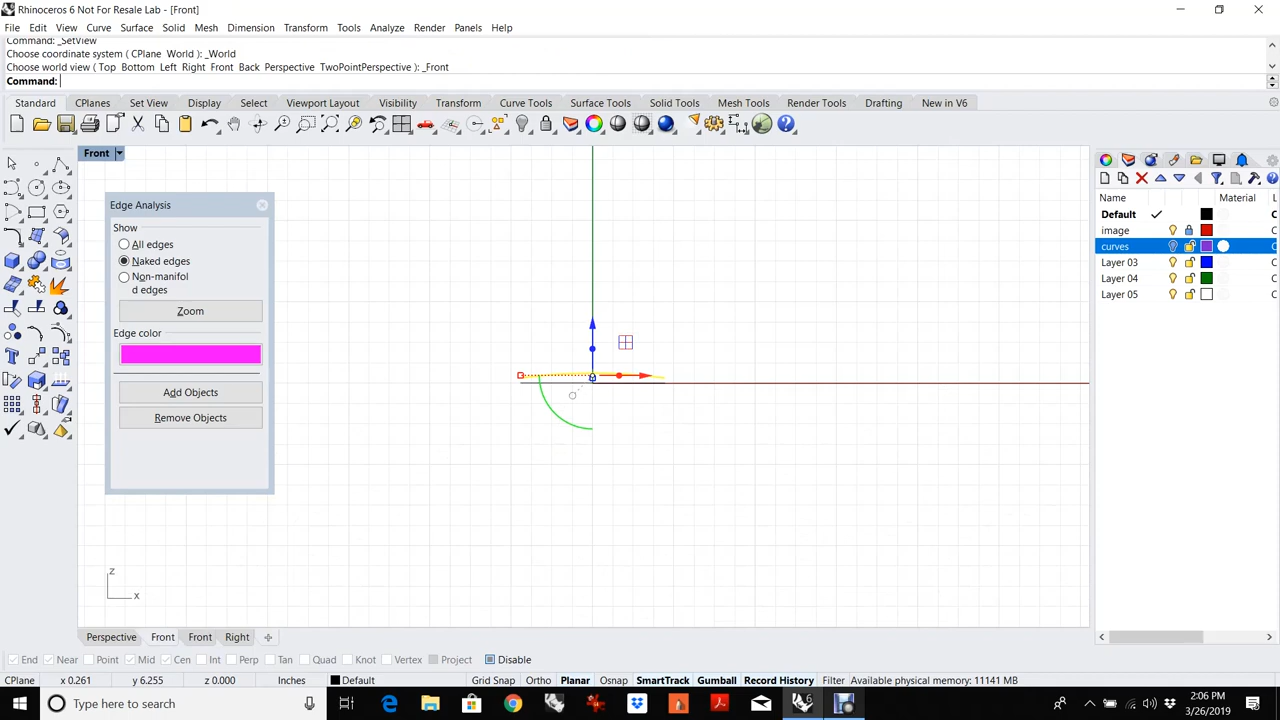 Rhinoceros 6 Not For Resale Lab - [Front]
File Edit View Curve Surface Solid Mesh Dimension Transform Tools Analyze Render Panels Help
Command: _SetView
Choose coordinate system ( CPlane World ): _World
Choose world view ( Top Bottom Left Right Front Back Perspective TwoPointPerspective ): _Front
Command:
Standard CPlanes Set View Display Select Viewport Layout Visibility Transform Curve Tools Surface Tools Solid Tools Mesh Tools Render Tools Drafting New in V6
Front
Edge Analysis
Show
All edges
Naked edges
Non-manifol
d edges
Zoom
Edge color
Add Objects
Remove Objects
Name Material L
Default
image C
curves C
Layer 03 C
Layer 04 C
Layer 05 C
z
x
Perspective Front Front Right
End Near Point Mid Cen Int Perp Tan Quad Knot Vertex Project Disable
CPlane x 0.261 y 6.255 z 0.000 Inches Default Grid Snap Ortho Planar Osnap SmartTrack Gumball Record History Filter Available physical memory: 11141 MB
Type here to search
2:06 PM
3/26/2019